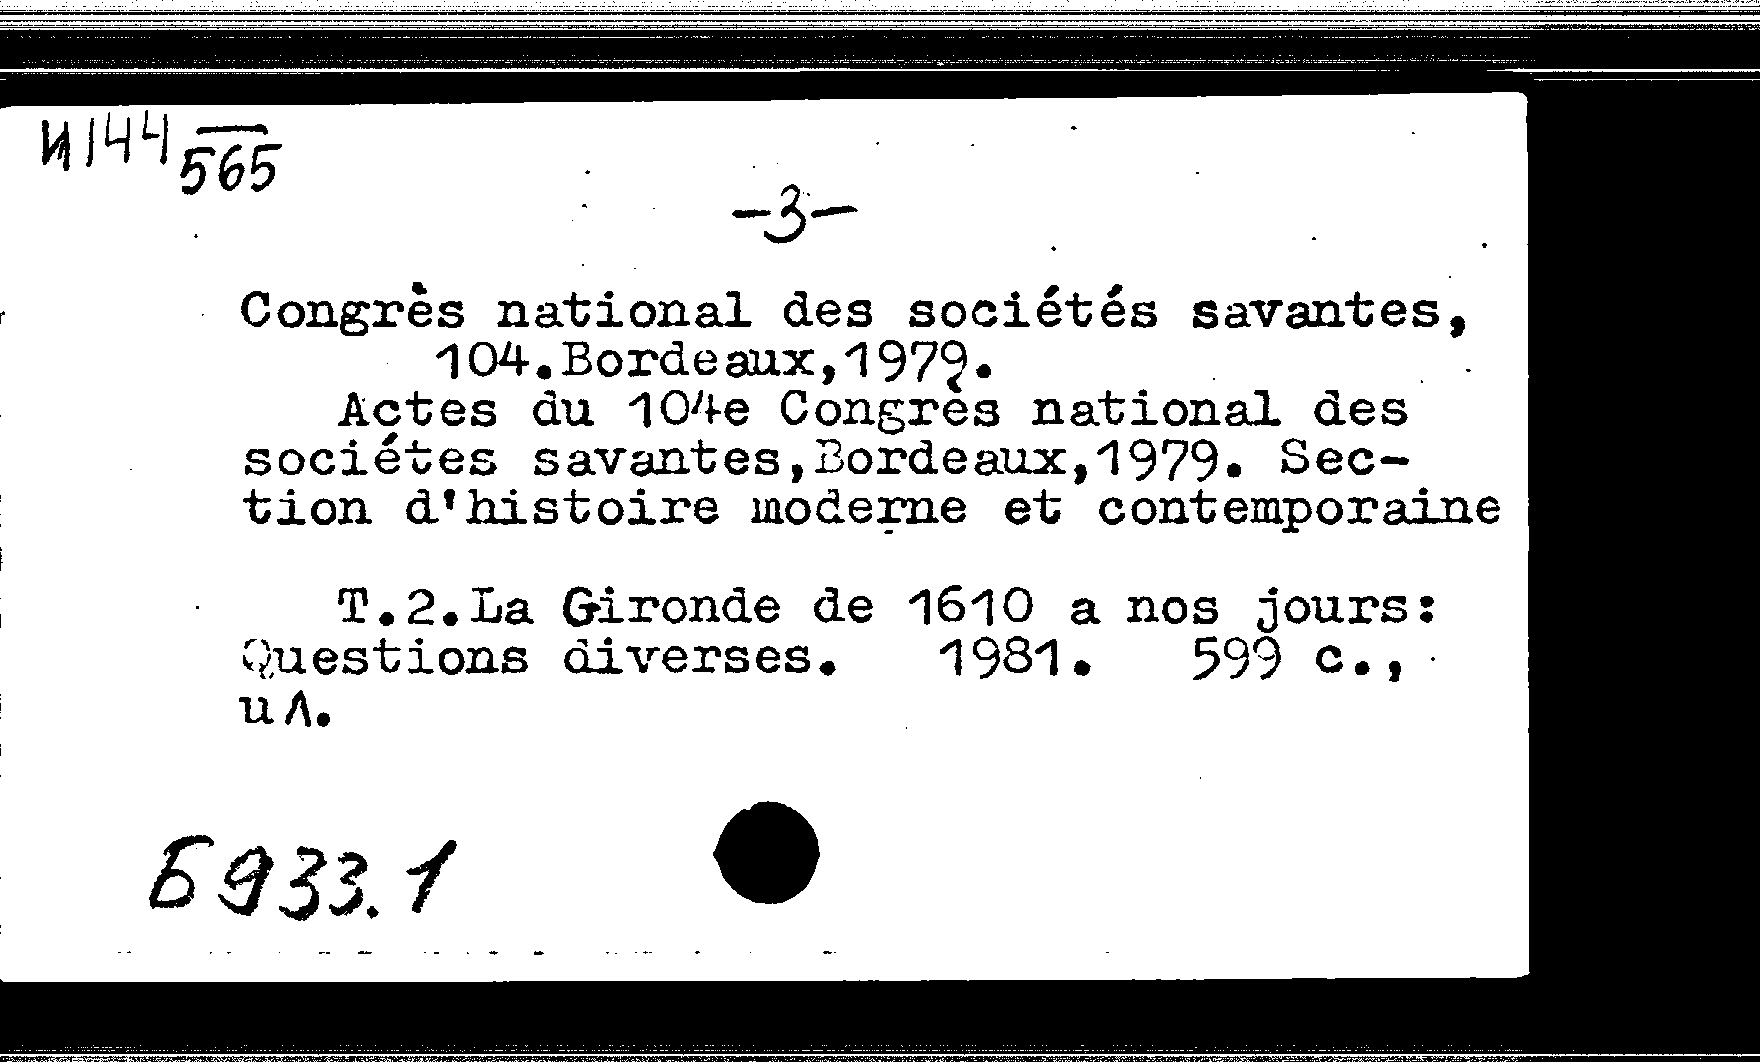 И144 565
-3-
Congrès national des sociétés savantes,
104.Bordeaux,1979.
Actes du 104e Congrès national des
sociétes savantes,Bordeaux,1979. Sec-
tion d'histoire moderne et contemporaine
T.2.La Gironde de 1610 a nos jours:
Questions diverses. 1981. 599 с.,
ил.
Б933.1